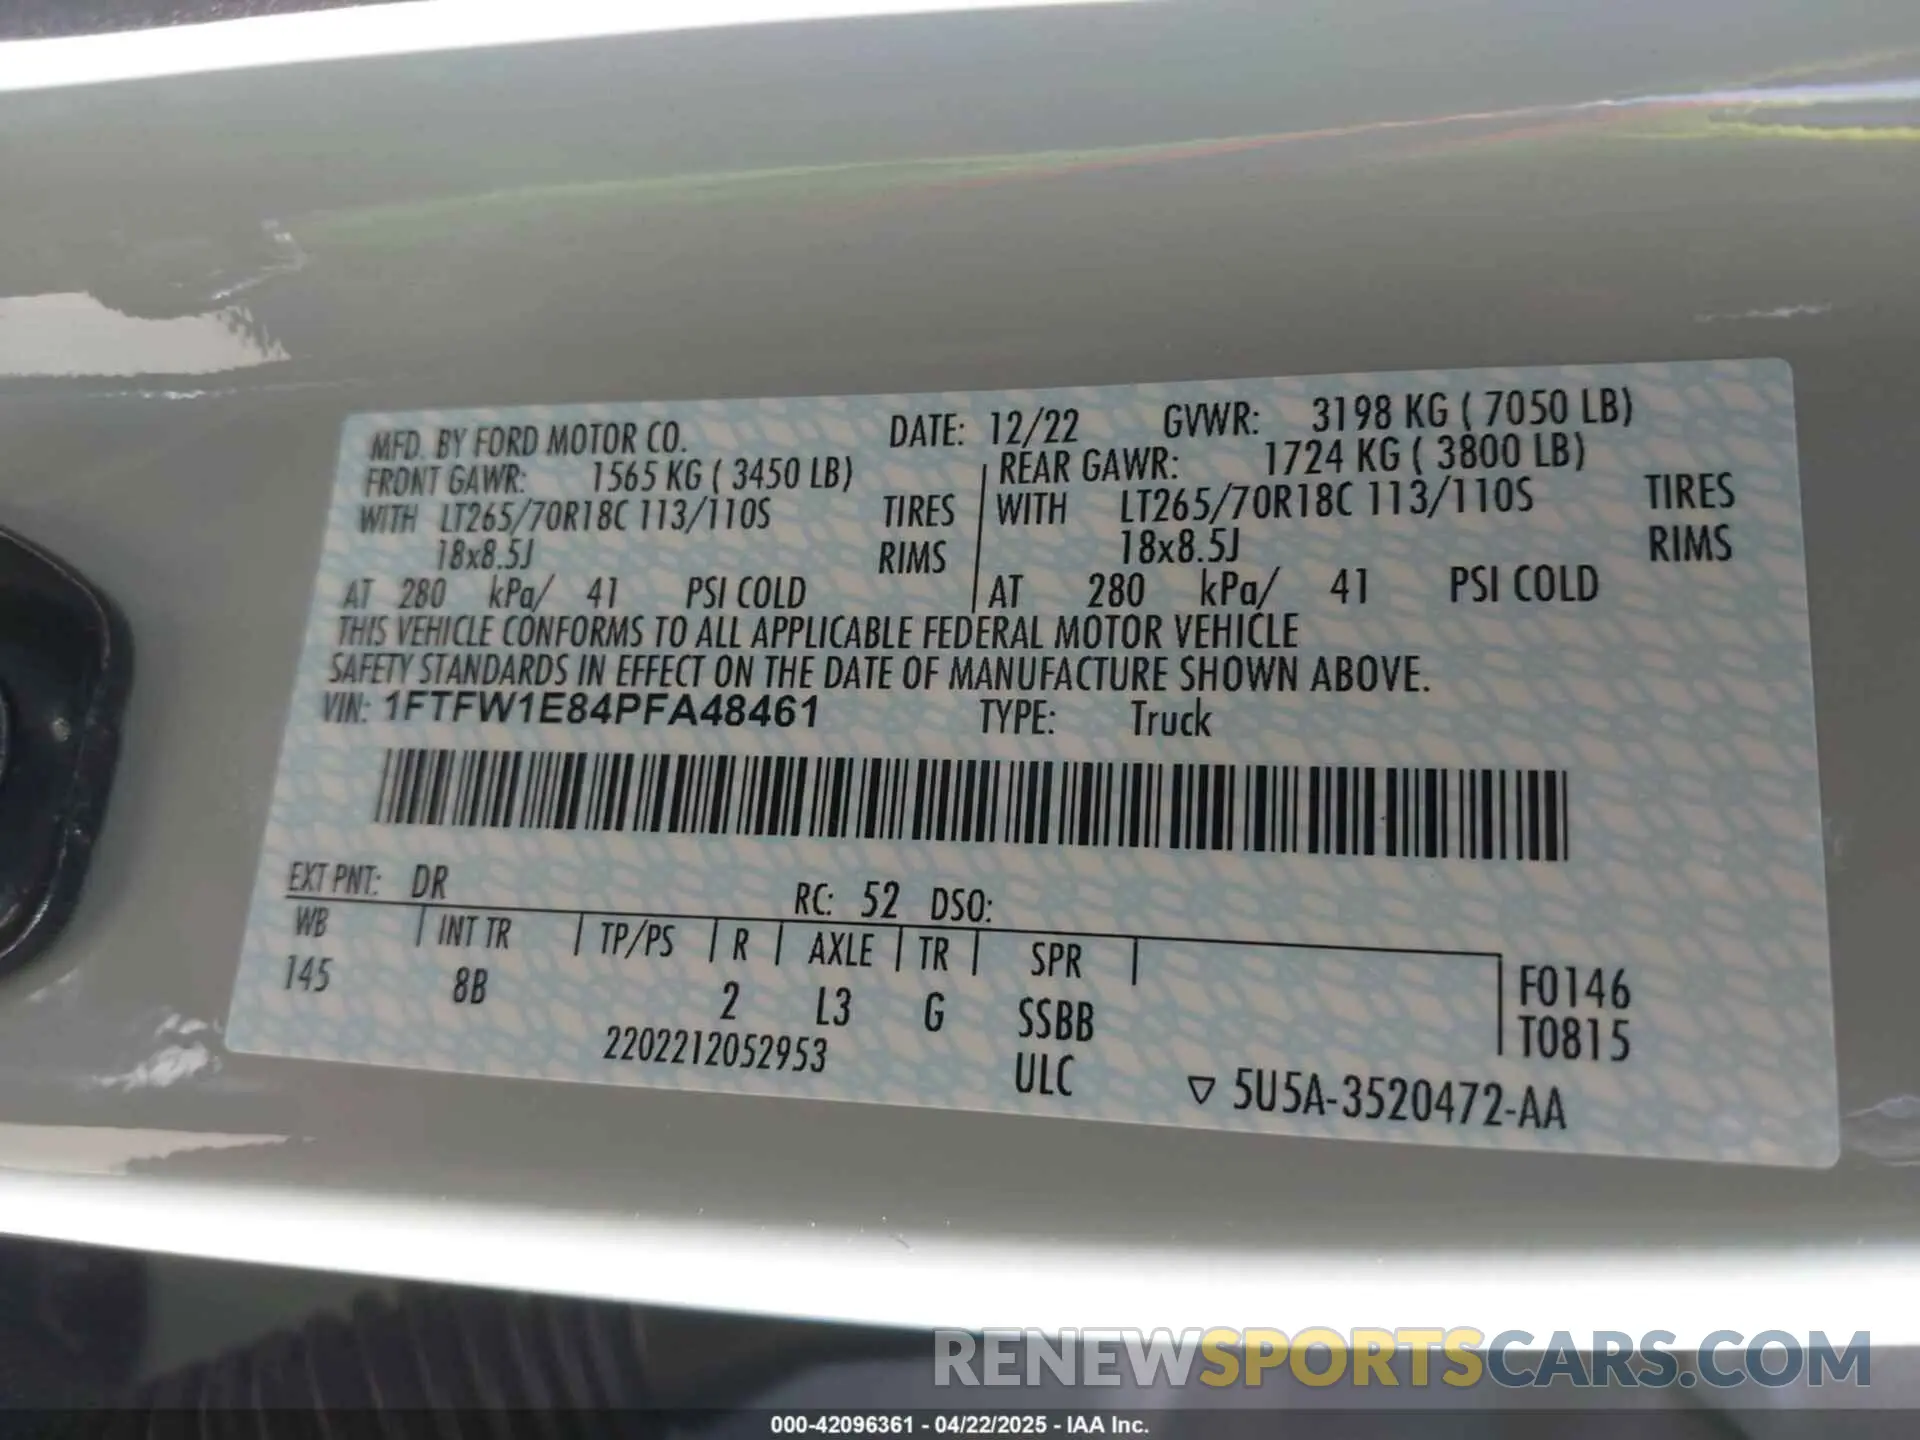 MFD. BY FORD MOTOR CO. DATE: 12/22 GVWR: 3198 KG ( 7050 LB)
FRONT GAWR: 1565 KG ( 3450 LB) REAR GAWR: 1724 KG ( 3800 LB)
WITH LT265/70R18C 113/110S TIRES WITH LT265/70R18C 113/110S TIRES
18x8.5J RIMS 18x8.5J RIMS
AT 280 kPa/ 41 PSI COLD AT 280 kPa/ 41 PSI COLD
THIS VEHICLE CONFORMS TO ALL APPLICABLE FEDERAL MOTOR VEHICLE
SAFETY STANDARDS IN EFFECT ON THE DATE OF MANUFACTURE SHOWN ABOVE.
VIN: 1FTFW1E84PFA48461 TYPE: Truck
EXT PNT: DR RC: 52 DSO:
WB INT TR TP/PS R AXLE TR SPR
145 8B 2 L3 G SSBB F0146
T0815
2202212052953 ULC
▽ 5U5A-3520472-AA
RENEWSPORTSCARS.COM
000-42096361 - 04/22/2025 - IAA Inc.